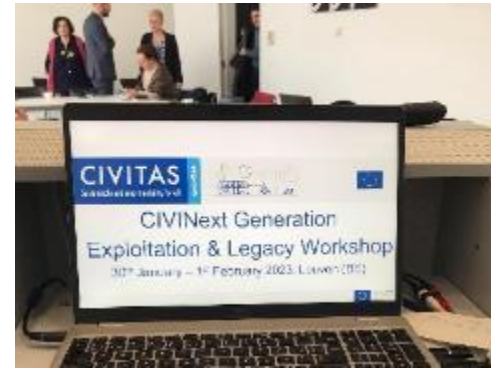 CIVITAS
CIVINext Generation
Exploitation & Legacy Workshop
30th January – 1st February 2023, Leuven (BE)